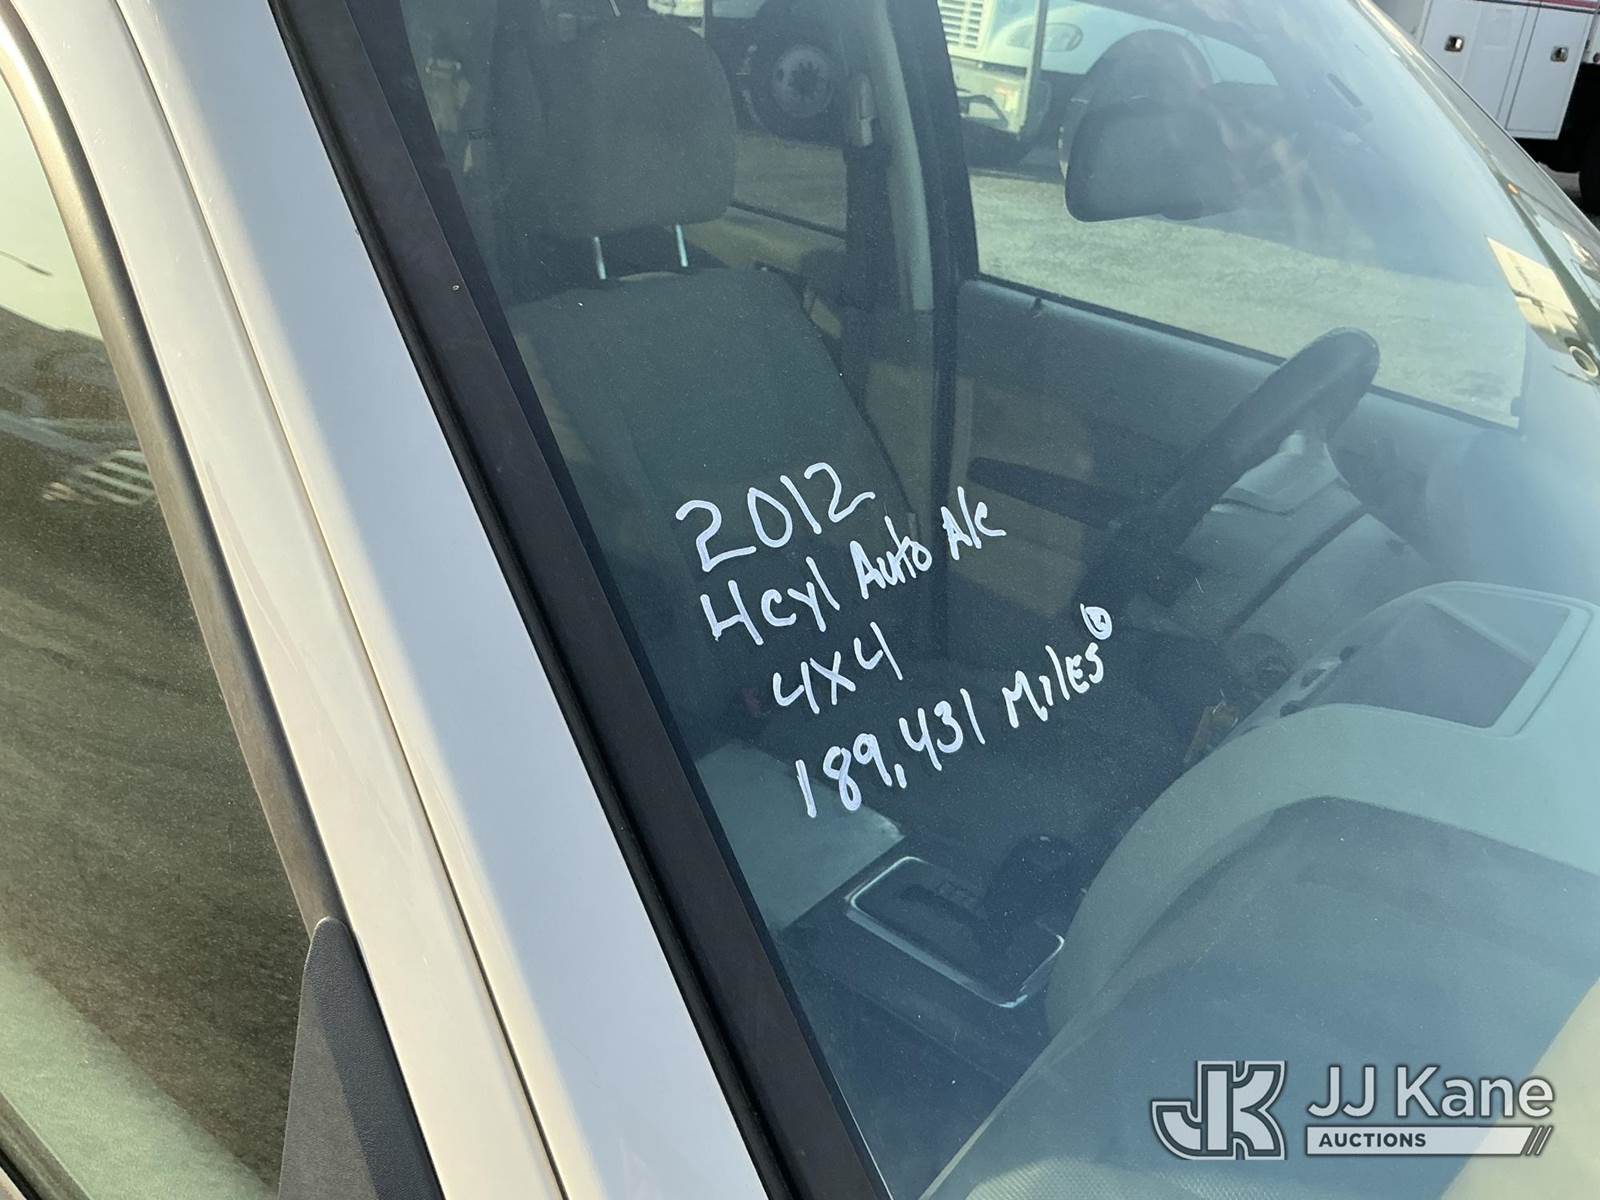 2012
4cyl Auto A/C
4x4
189,431 Miles
JJ Kane
AUCTIONS